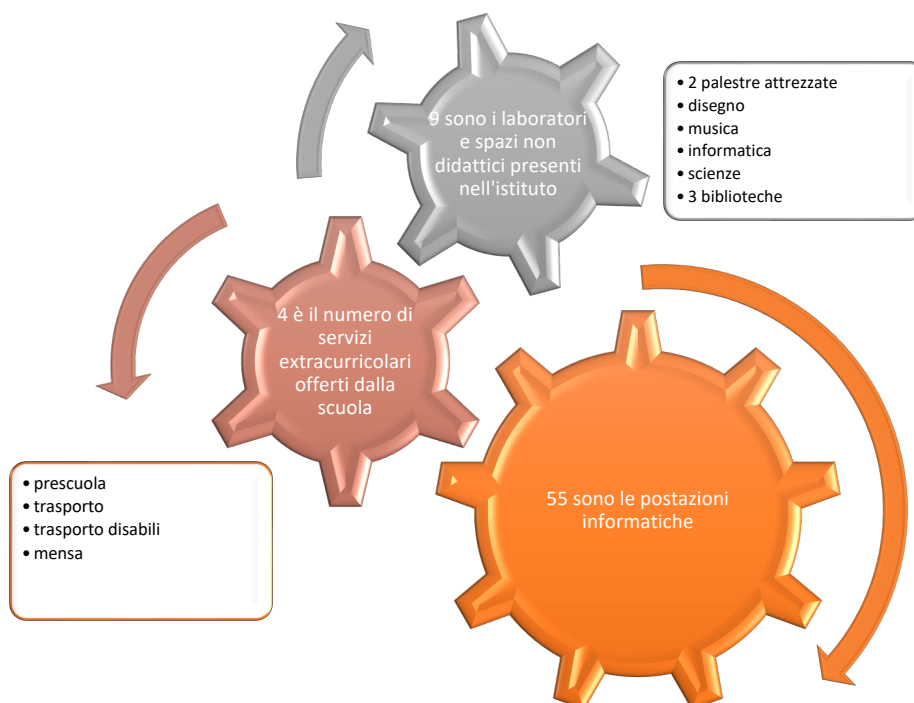 9 sono i laboratori
e spazi non
didattici presenti
nell'istituto
• 2 palestre attrezzate
• disegno
• musica
• informatica
• scienze
• 3 biblioteche
4 è il numero di
servizi
extracurricolari
offerti dalla
scuola
• prescuola
• trasporto
• trasporto disabili
• mensa
55 sono le postazioni
informatiche